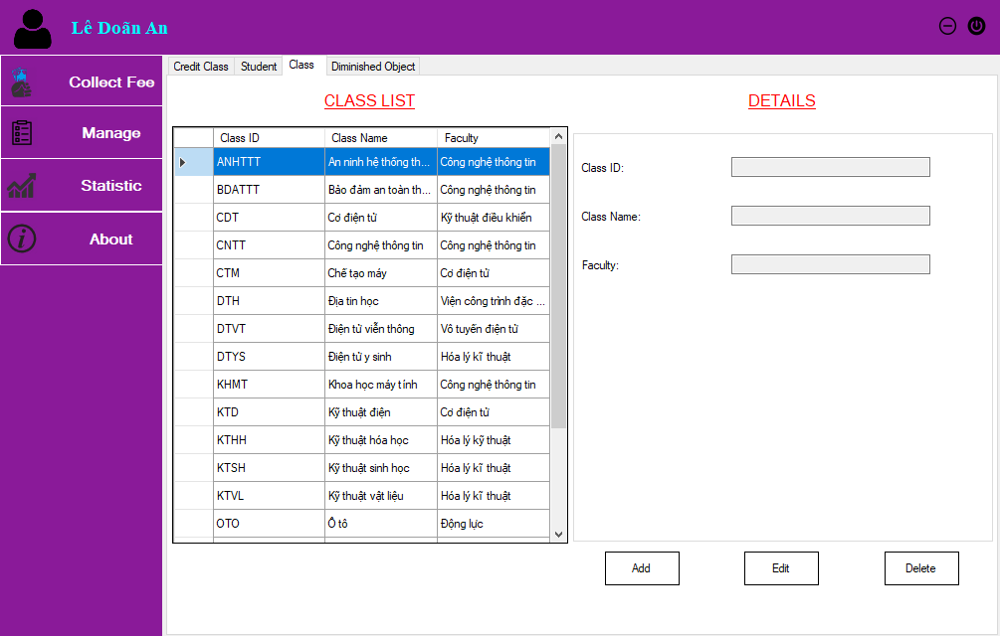 Lê Doãn An
Collect Fee
Manage
Statistic
About
Credit Class Student Class Diminished Object
CLASS LIST
Class ID Class Name Faculty
ANHTTT An ninh hệ thống th... Công nghệ thông tin
BDATTT Bảo đảm an toàn th... Công nghệ thông tin
CDT Cơ điện tử Kỹ thuật điều khiển
CNTT Công nghệ thông tin Công nghệ thông tin
CTM Chế tạo máy Cơ điện tử
DTH Địa tin học Viện công trình đặc ...
DTVT Điện tử viễn thông Vô tuyến điện tử
DTYS Điện tử y sinh Hóa lý kĩ thuật
KHMT Khoa học máy tính Công nghệ thông tin
KTD Kỹ thuật điện Cơ điện tử
KTHH Kỹ thuật hóa học Hóa lý kỹ thuật
KTSH Kỹ thuật sinh học Hóa lý kĩ thuật
KTVL Kỹ thuật vật liệu Hóa lý kĩ thuật
OTO Ô tô Động lực
DETAILS
Class ID:
Class Name:
Faculty:
Add Edit Delete